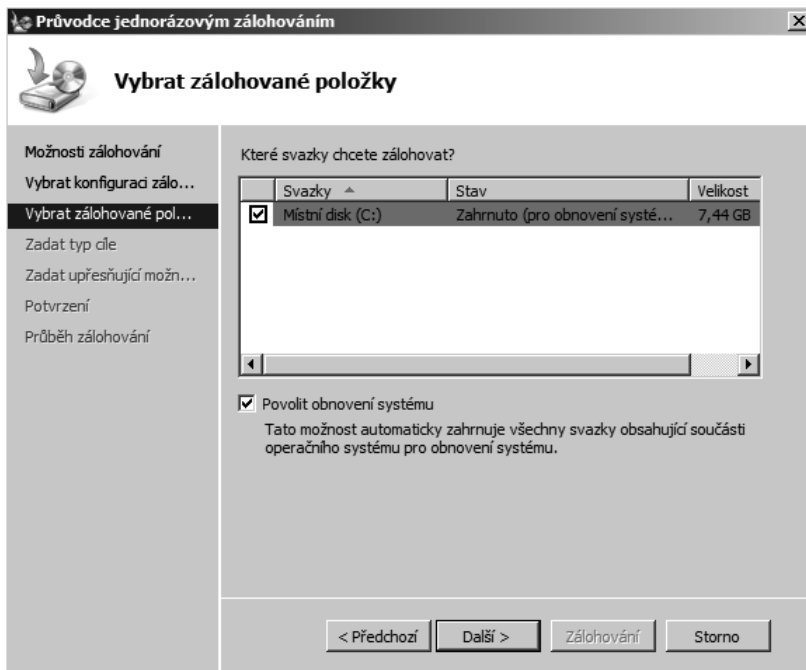 Průvodce jednorázovým zálohováním
Vybrat zálohované položky
Možnosti zálohování
Vybrat konfiguraci zálo...
Vybrat zálohované pol...
Zadat typ cíle
Zadat upřesňující možn...
Potvrzení
Průběh zálohování
Které svazky chcete zálohovat?
Svazky Stav Velikost
Místní disk (C:) Zahrnuto (pro obnovení systé... 7,44 GB
Povolit obnovení systému
Tato možnost automaticky zahrnuje všechny svazky obsahující součásti
operačního systému pro obnovení systému.
< Předchozí Další > Zálohování Storno